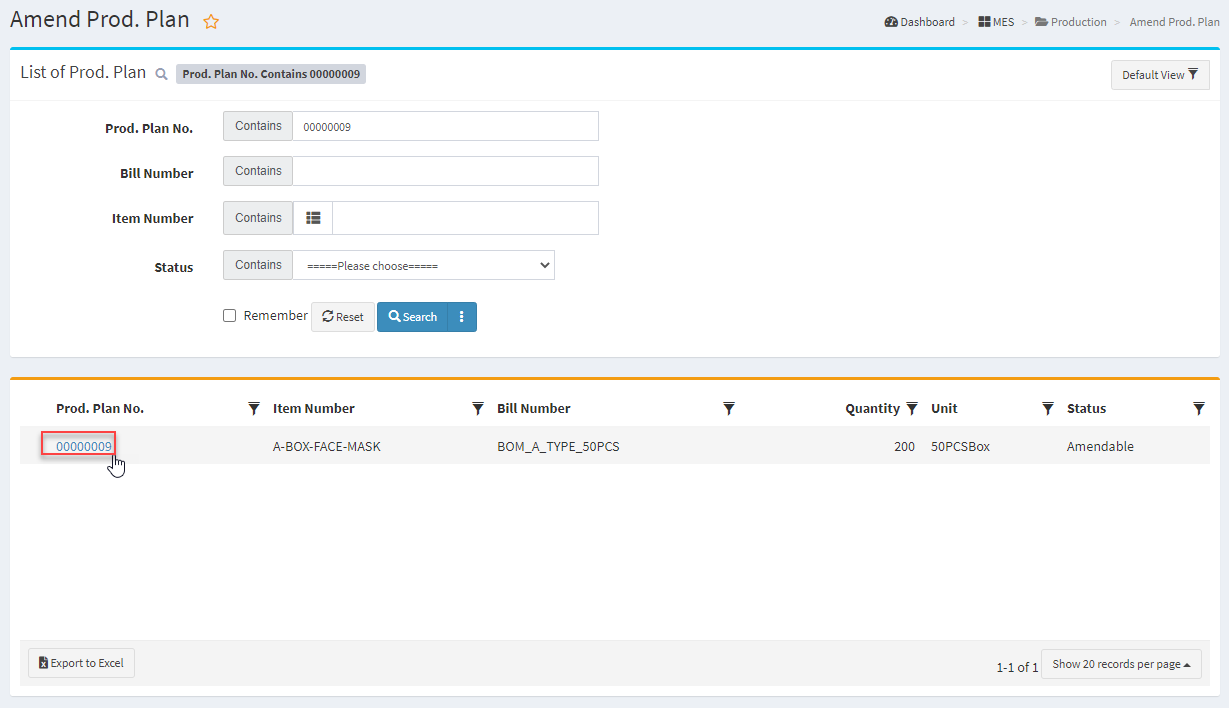 Amend Prod. Plan
Dashboard > MES > Production > Amend Prod. Plan
List of Prod. Plan Prod. Plan No. Contains 00000009 Default View
Prod. Plan No. Contains 00000009
Bill Number Contains
Item Number Contains
Status Contains =====Please choose=====
Remember Reset Search
Prod. Plan No. Item Number Bill Number Quantity Unit Status
00000009 A-BOX-FACE-MASK BOM_A_TYPE_50PCS 200 50PCSBox Amendable
Export to Excel 1-1 of 1 Show 20 records per page